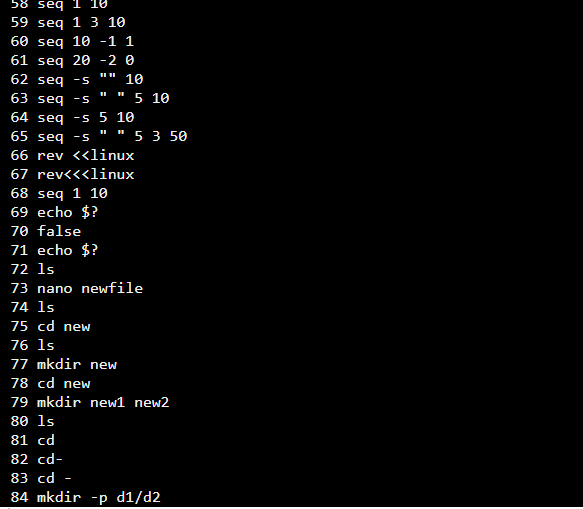 58 seq 1 10
59 seq 1 3 10
60 seq 10 -1 1
61 seq 20 -2 0
62 seq -s "" 10
63 seq -s " " 5 10
64 seq -s 5 10
65 seq -s " " 5 3 50
66 rev <<linux
67 rev<<<linux
68 seq 1 10
69 echo $?
70 false
71 echo $?
72 ls
73 nano newfile
74 ls
75 cd new
76 ls
77 mkdir new
78 cd new
79 mkdir new1 new2
80 ls
81 cd
82 cd-
83 cd -
84 mkdir -p d1/d2